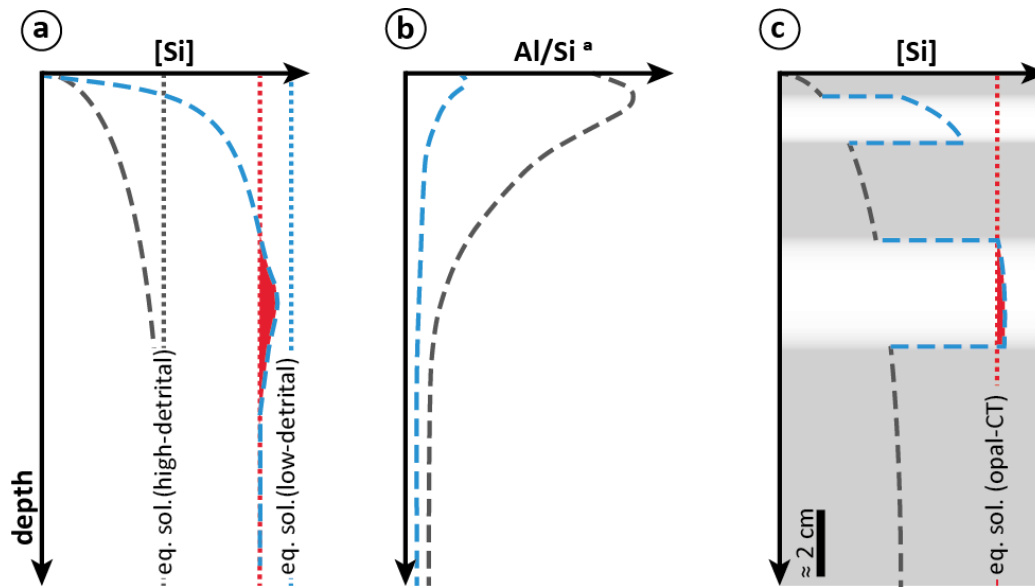 a
[Si]
depth
eq. sol.(high-detrital)
eq. sol.(low-detrital)
b
Al/Si ª
c
[Si]
≈ 2 cm
eq. sol. (opal-CT)